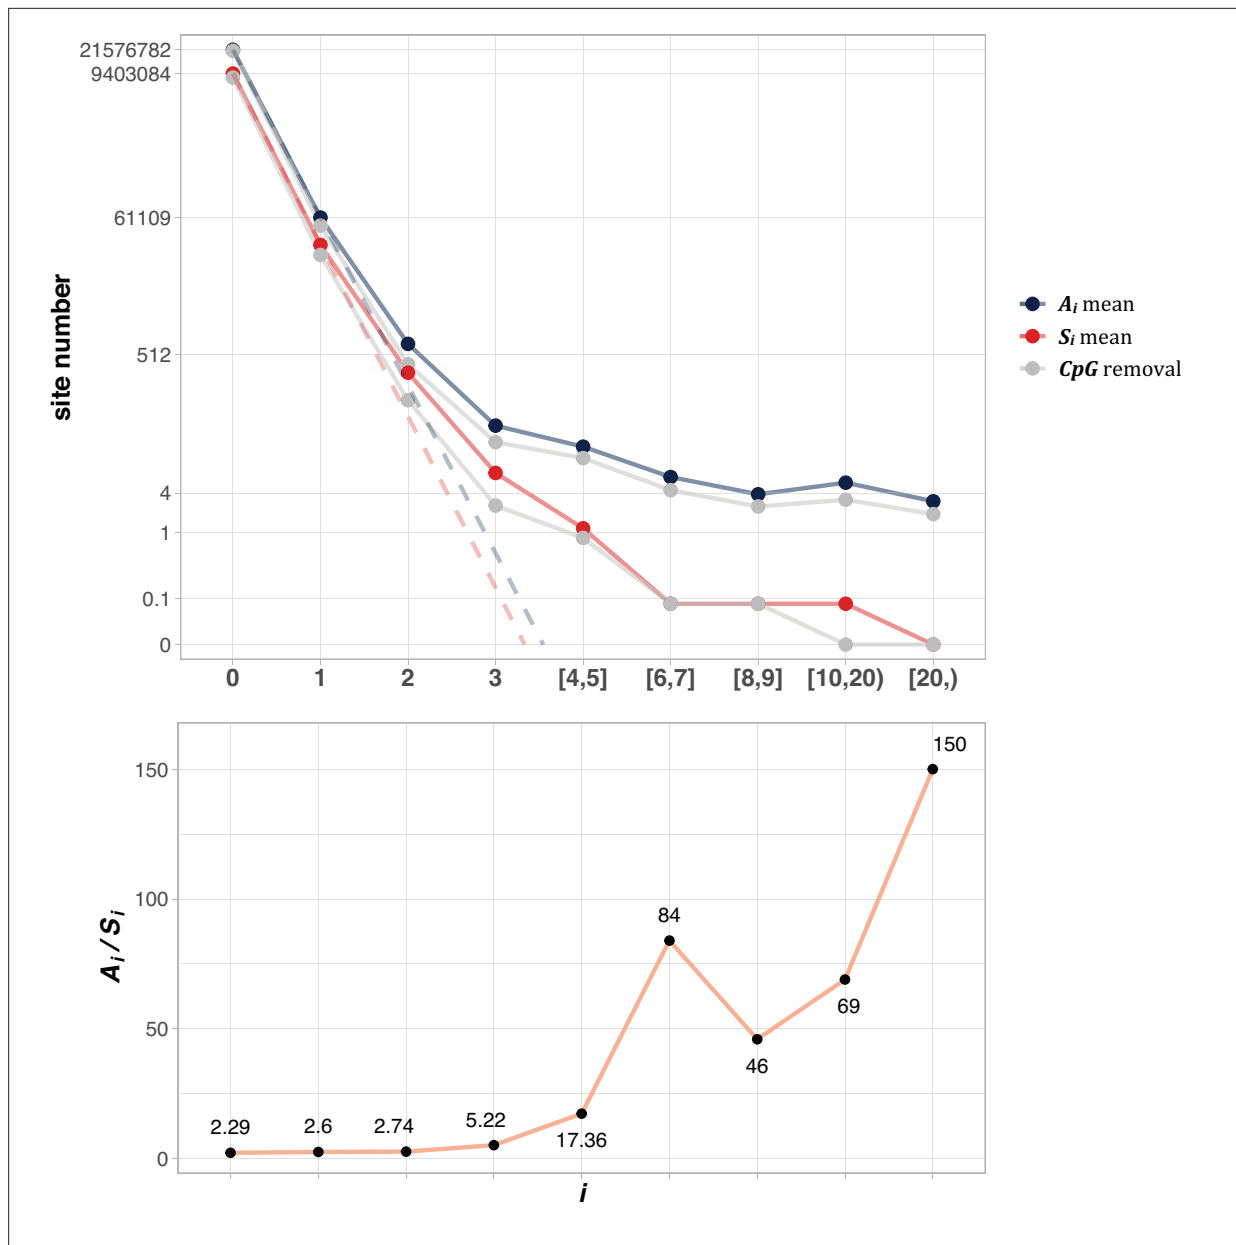 21576782
9403084
61109
512
4
1
0.1
0
site number
0 1 2 3 [4,5] [6,7] [8,9] [10,20) [20,)
Ai mean
Si mean
CpG removal
150
100
50
0
Ai / Si
2.29 2.6 2.74 5.22 17.36 84 46 69 150
i